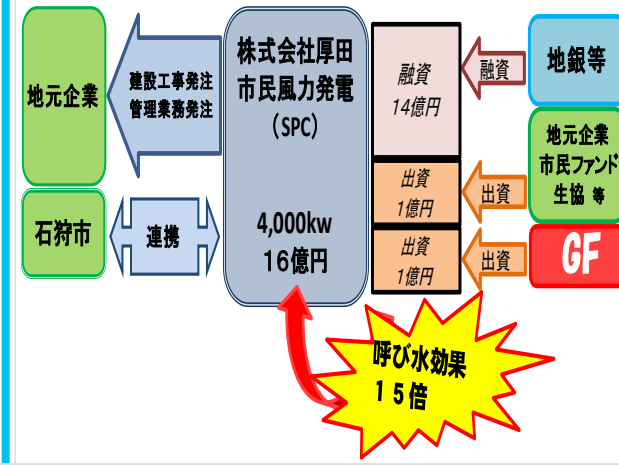 地元企業
建設工事発注
管理業務発注
石狩市
連携
株式会社厚田
市民風力発電
（SPC）
4,000kw
16億円
融資
14億円
出資
1億円
出資
1億円
融資
出資
出資
地銀等
地元企業
市民ファンド
生協 等
GF
呼び水効果
１５倍